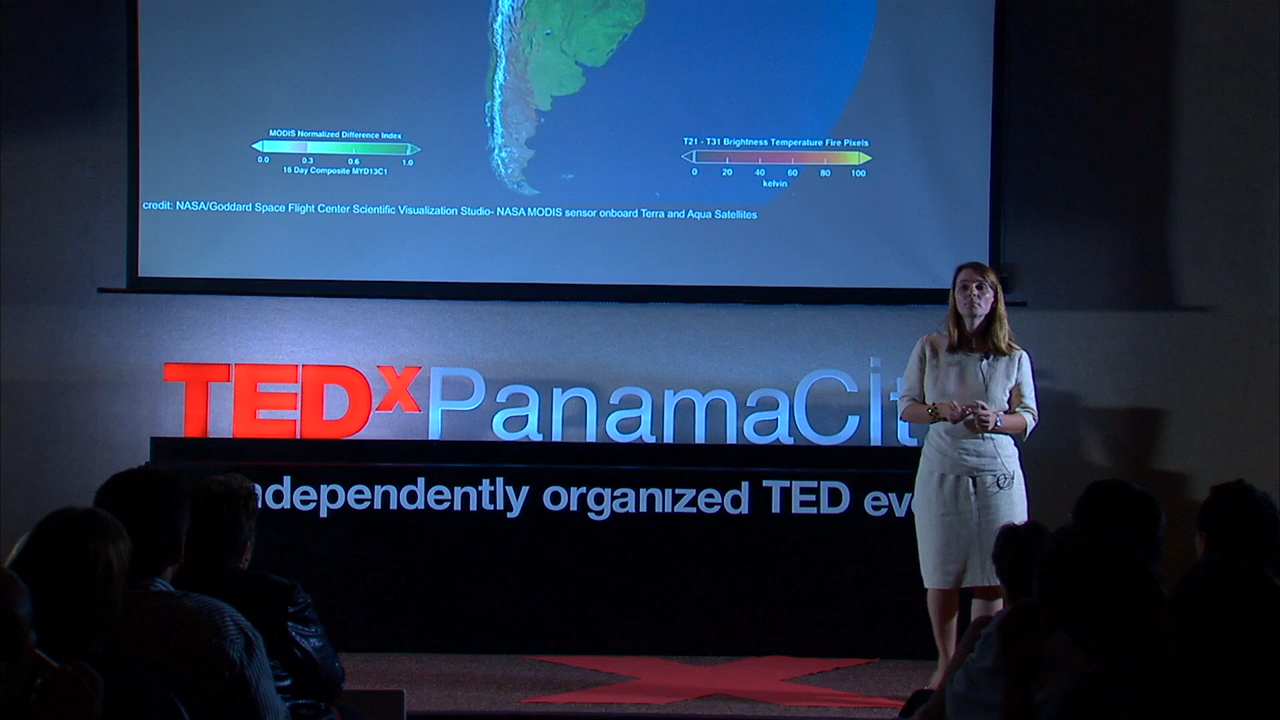 MODIS Normalized Difference Index
0.0 0.3 0.6 1.0
16 Day Composite MYD13C1
T21 - T31 Brightness Temperature Fire Pixels
0 20 40 60 80 100
kelvin
credit: NASA/Goddard Space Flight Center Scientific Visualization Studio- NASA MODIS sensor onboard Terra and Aqua Satellites
TEDxPanamaCit
ndependently organized TED eve